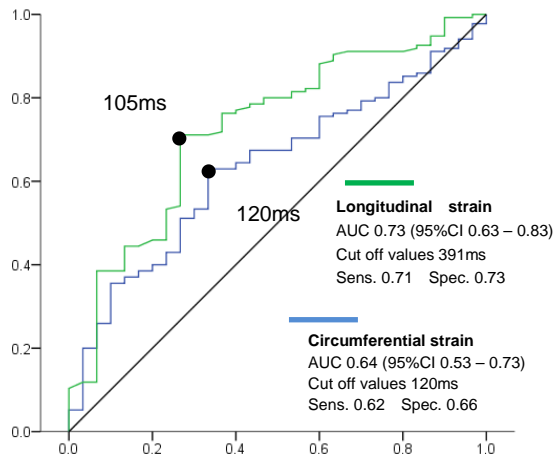 1.0
105ms
0.8
0.6
120ms
Longitudinal strain
AUC 0.73 (95%CI 0.63 – 0.83)
Cut off values 391ms
Sens. 0.71 Spec. 0.73
0.4
Circumferential strain
AUC 0.64 (95%CI 0.53 – 0.73)
Cut off values 120ms
Sens. 0.62 Spec. 0.66
0.2
0.0
0.0 0.2 0.4 0.6 0.8 1.0